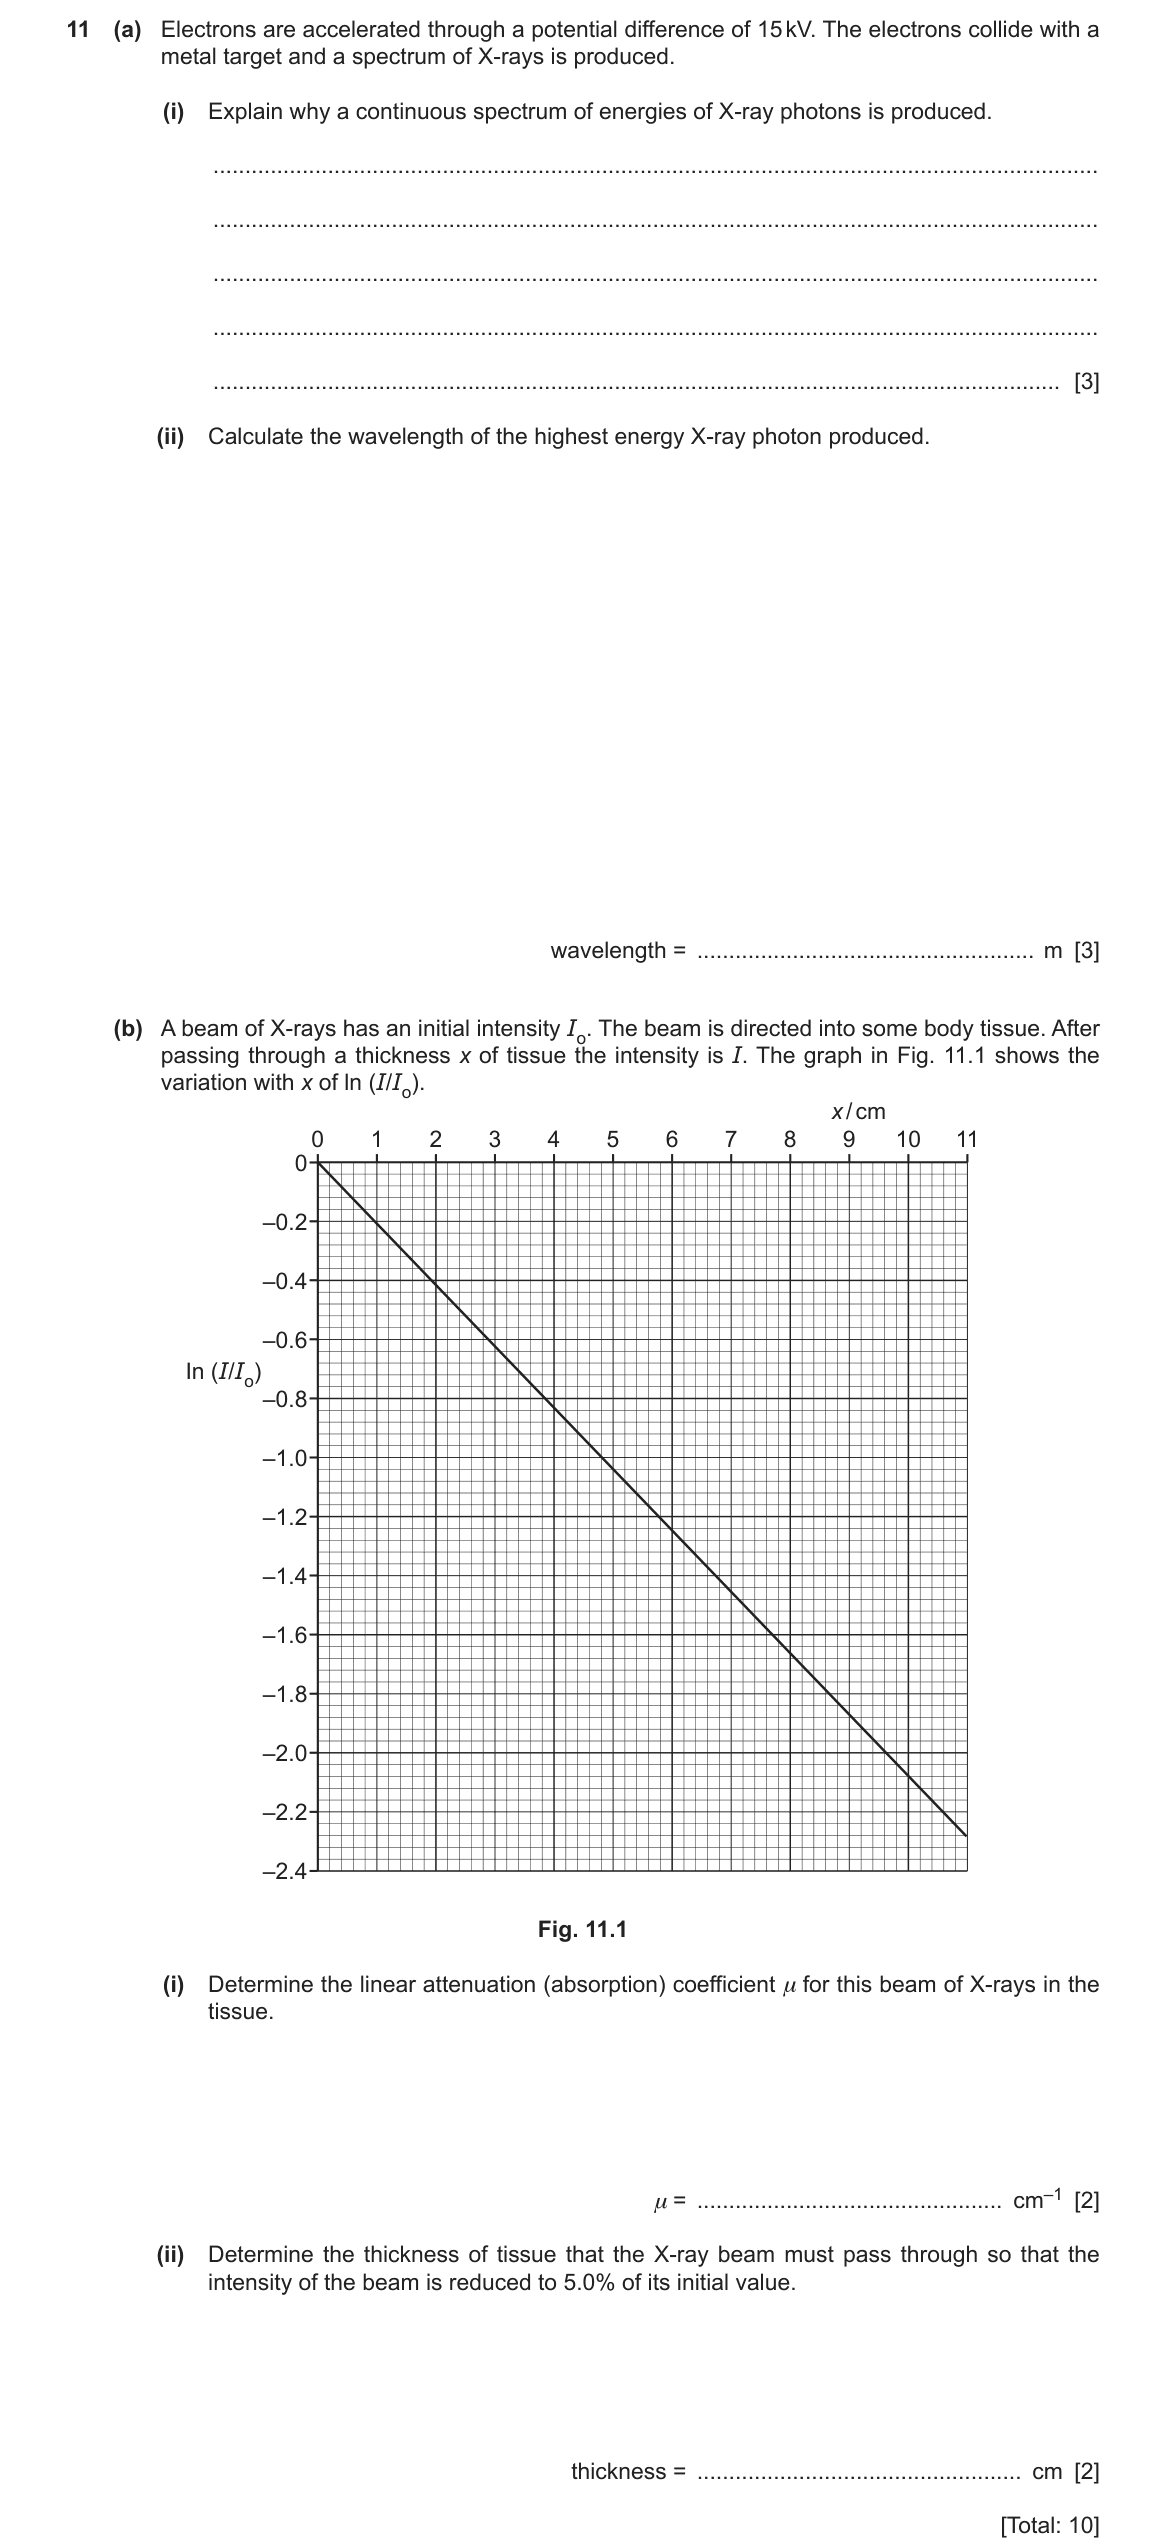 11 (a) Electrons are accelerated through a potential difference of 15 kV. The electrons collide with a
metal target and a spectrum of X-rays is produced.
(i) Explain why a continuous spectrum of energies of X-ray photons is produced.
..........................................................................................................................................
..........................................................................................................................................
..........................................................................................................................................
..........................................................................................................................................
.................................................................................................................................... [3]
(ii) Calculate the wavelength of the highest energy X-ray photon produced.
wavelength = ..................................................... m [3]
(b) A beam of X-rays has an initial intensity I₀. The beam is directed into some body tissue. After
passing through a thickness x of tissue the intensity is I. The graph in Fig. 11.1 shows the
variation with x of ln (I/I₀).
x / cm
0 1 2 3 4 5 6 7 8 9 10 11
0
–0.2
–0.4
–0.6
ln (I/I₀)
–0.8
–1.0
–1.2
–1.4
–1.6
–1.8
–2.0
–2.2
–2.4
Fig. 11.1
(i) Determine the linear attenuation (absorption) coefficient μ for this beam of X-rays in the
tissue.
μ = ................................................ cm⁻¹ [2]
(ii) Determine the thickness of tissue that the X-ray beam must pass through so that the
intensity of the beam is reduced to 5.0% of its initial value.
thickness = ................................................... cm [2]
[Total: 10]